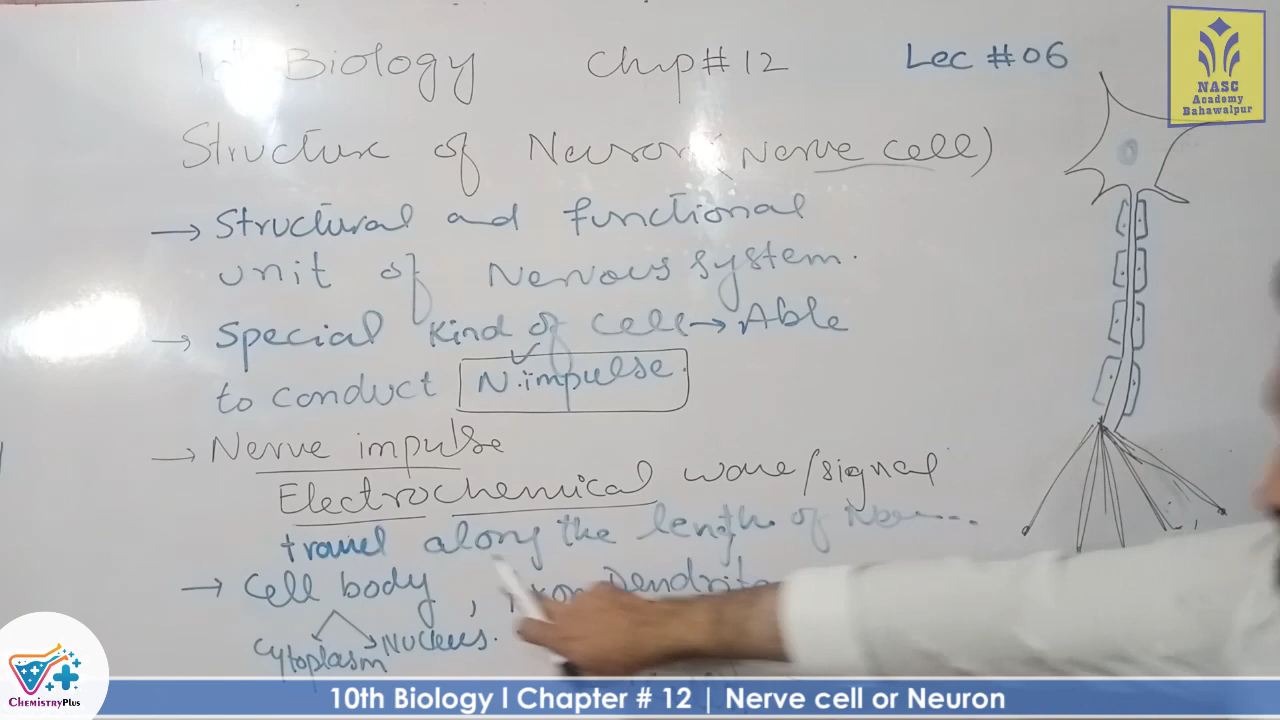 Biology Chp#12 Lec #06
NASC
Academy
Bahawalpur
Structure of Neuron (Nerve cell)
→ Structural and functional
unit of Nervous system.
→ Special Kind of cell → Able
to conduct N.impulse.
→ Nerve impulse
Electrochemical wave/signal
travel along the length of
→ Cell body ,
Cytoplasm Nucleus.
ChemistryPlus
10th Biology I Chapter # 12 | Nerve cell or Neuron